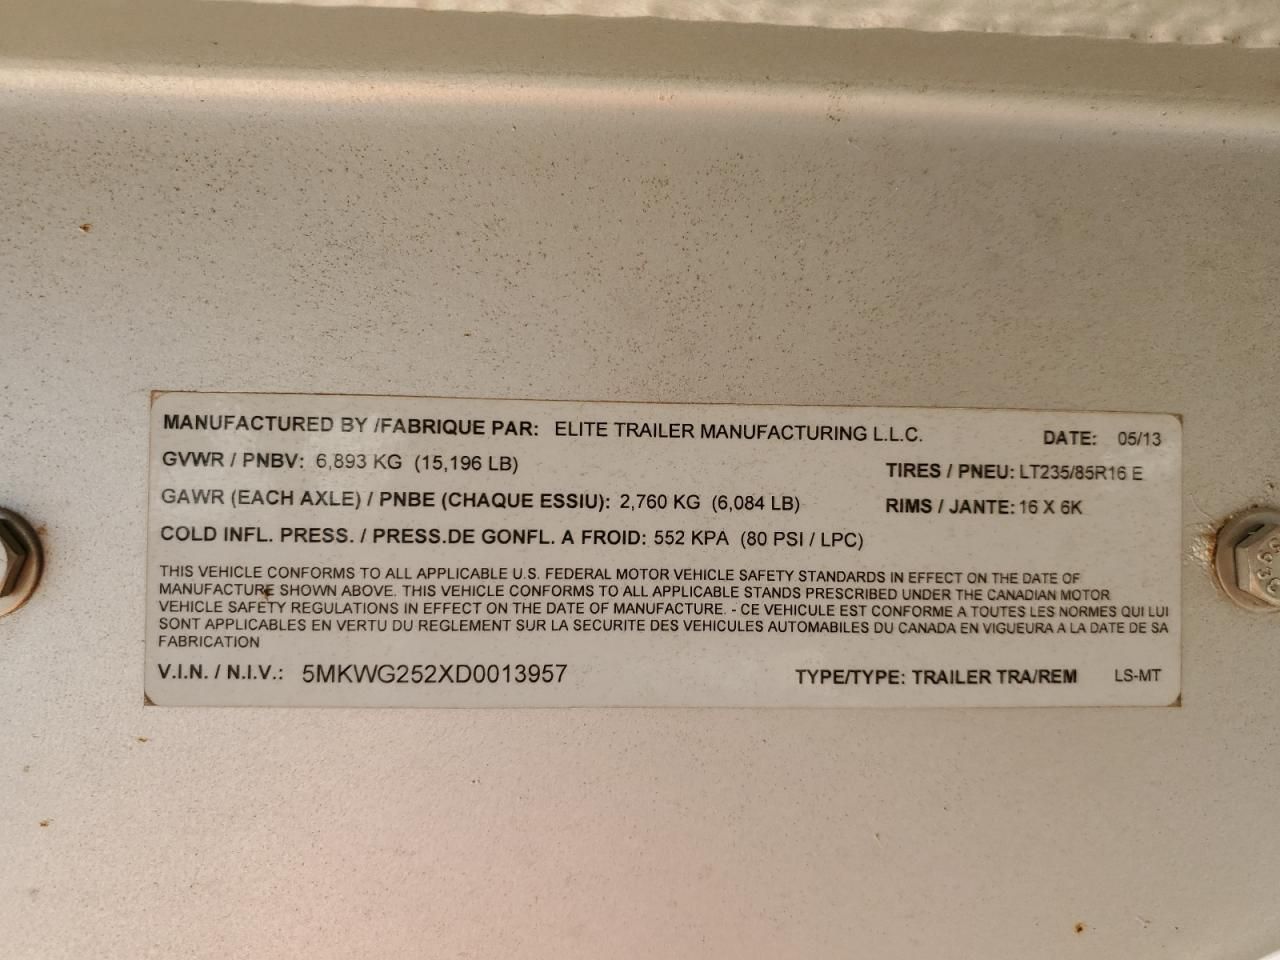 MANUFACTURED BY /FABRIQUE PAR: ELITE TRAILER MANUFACTURING L.L.C. DATE: 05/13
GVWR / PNBV: 6,893 KG (15,196 LB) TIRES / PNEU: LT235/85R16 E
GAWR (EACH AXLE) / PNBE (CHAQUE ESSIU): 2,760 KG (6,084 LB) RIMS / JANTE: 16 X 6K
COLD INFL. PRESS. / PRESS.DE GONFL. A FROID: 552 KPA (80 PSI / LPC)
THIS VEHICLE CONFORMS TO ALL APPLICABLE U.S. FEDERAL MOTOR VEHICLE SAFETY STANDARDS IN EFFECT ON THE DATE OF
MANUFACTURE SHOWN ABOVE. THIS VEHICLE CONFORMS TO ALL APPLICABLE STANDS PRESCRIBED UNDER THE CANADIAN MOTOR
VEHICLE SAFETY REGULATIONS IN EFFECT ON THE DATE OF MANUFACTURE. - CE VEHICULE EST CONFORME A TOUTES LES NORMES QUI LUI
SONT APPLICABLES EN VERTU DU REGLEMENT SUR LA SECURITE DES VEHICULES AUTOMABILES DU CANADA EN VIGUEURA A LA DATE DE SA
FABRICATION
V.I.N. / N.I.V.: 5MKWG252XD0013957 TYPE/TYPE: TRAILER TRA/REM LS-MT